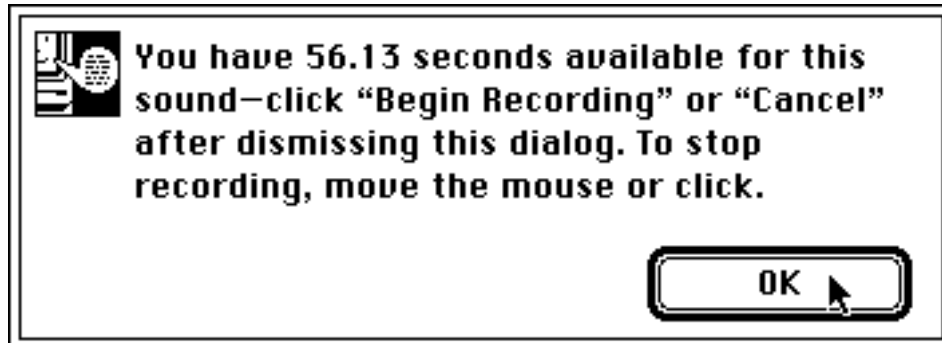 You have 56.13 seconds available for this
sound—click “Begin Recording” or “Cancel”
after dismissing this dialog. To stop
recording, move the mouse or click.
OK